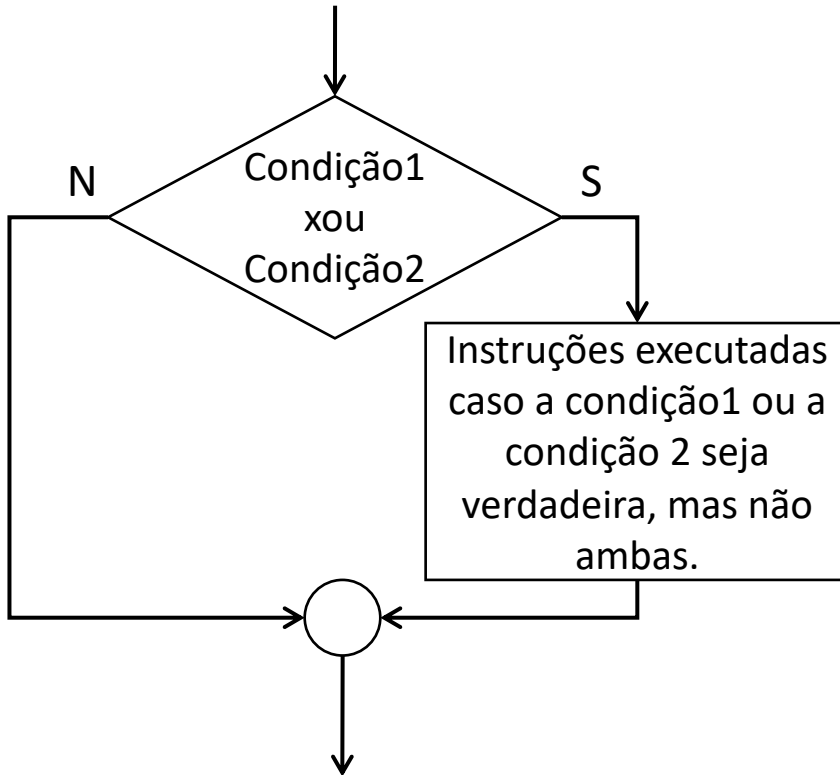 Condição1
xou
Condição2
N
S
Instruções executadas
caso a condição1 ou a
condição 2 seja
verdadeira, mas não
ambas.